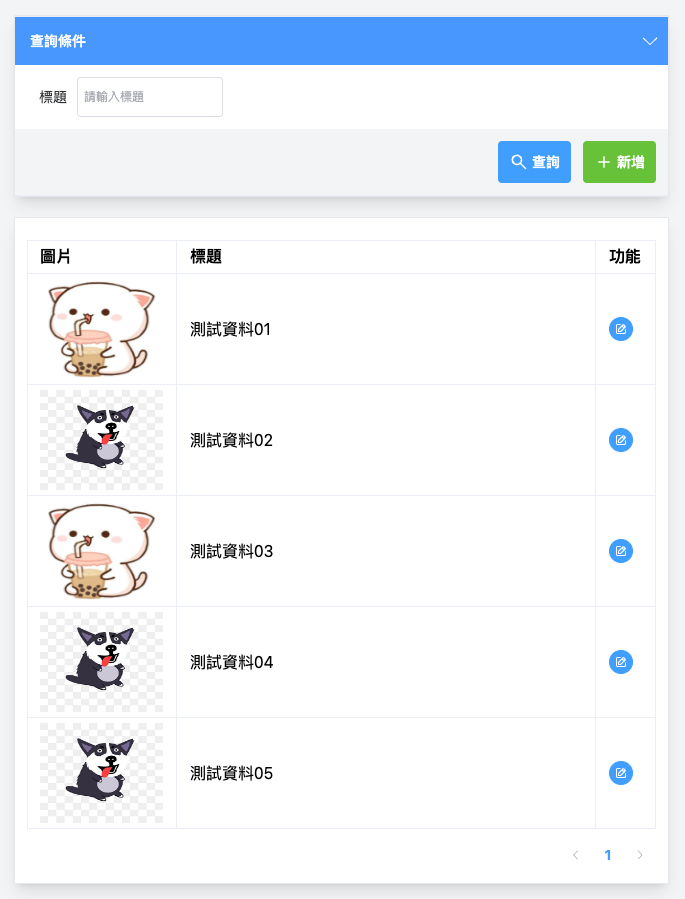 查詢條件
標題 請輸入標題
查詢 新增
圖片 標題 功能
測試資料01
測試資料02
測試資料03
測試資料04
測試資料05
1